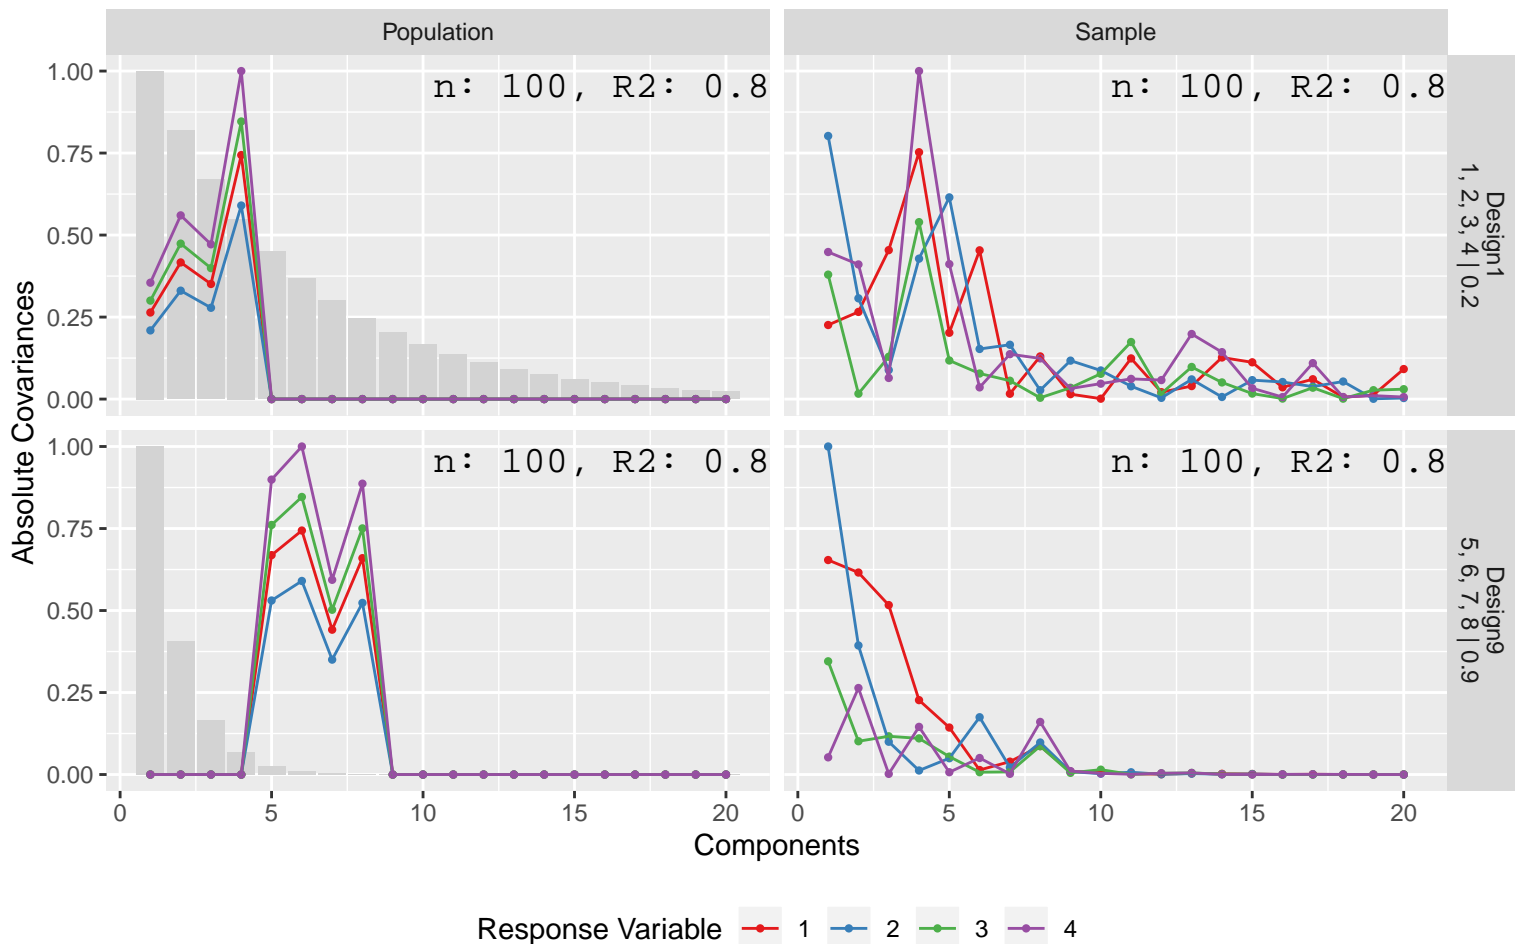 Population
Sample
n: 100, R2: 0.8
n: 100, R2: 0.8
1.00
0.75
0.50
0.25
0.00
Design1
1, 2, 3, 4 | 0.2
Absolute Covariances
n: 100, R2: 0.8
n: 100, R2: 0.8
1.00
0.75
0.50
0.25
0.00
Design9
5, 6, 7, 8 | 0.9
0 5 10 15 20
0 5 10 15 20
Components
Response Variable 1 2 3 4